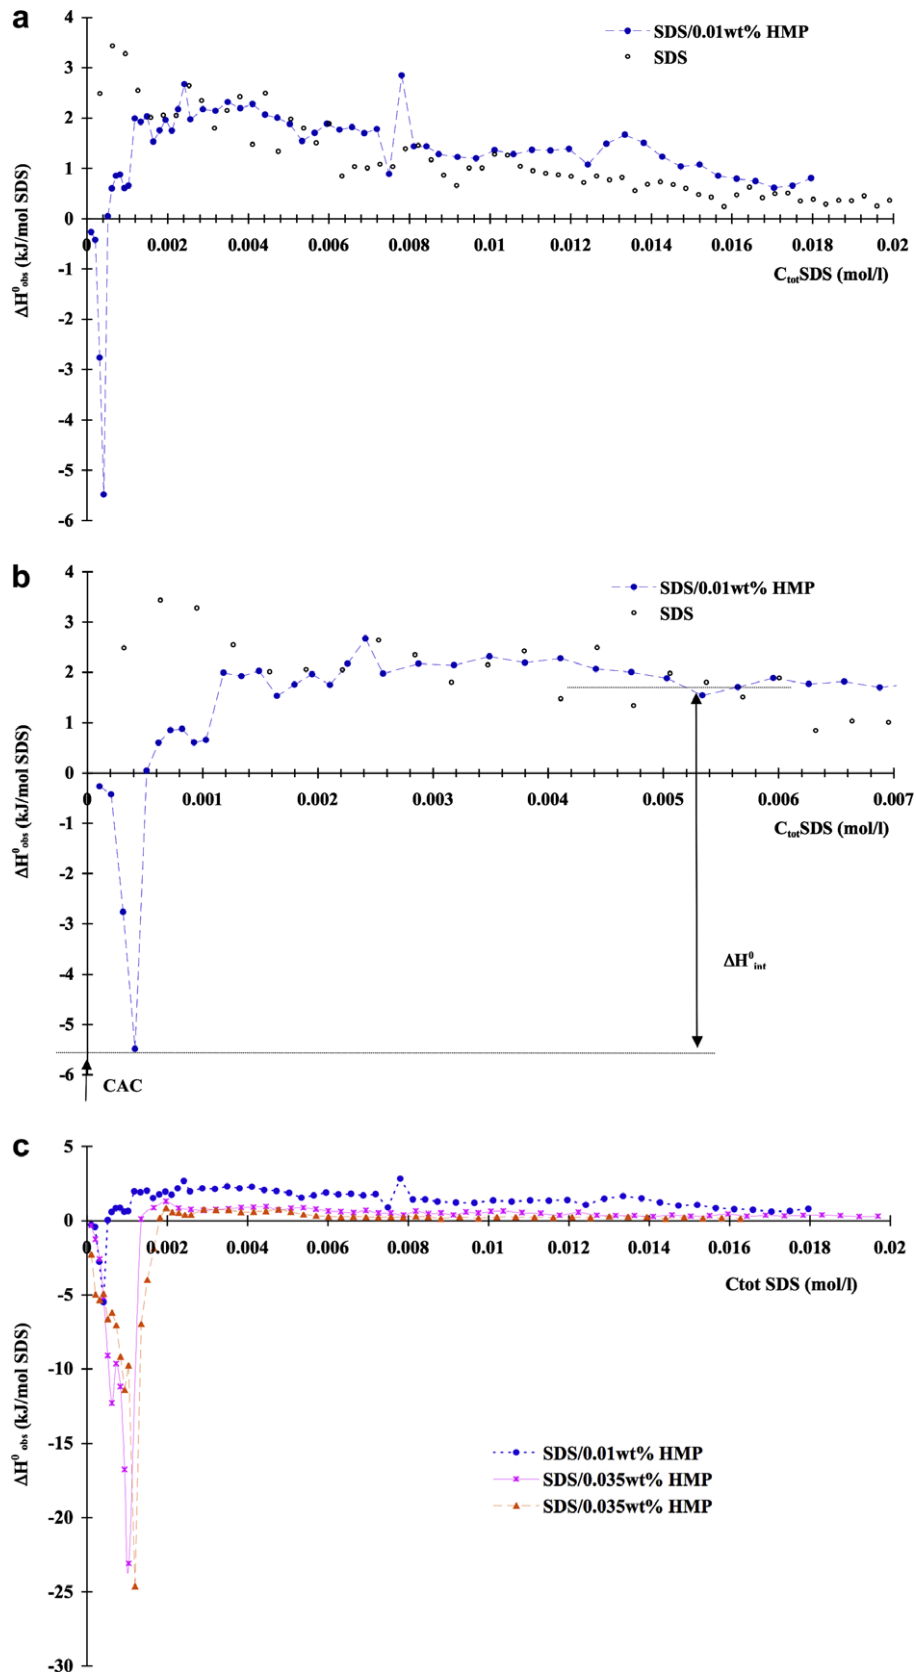 a
4
3
2
1
0
-1
-2
-3
-4
-5
-6
0 0.002 0.004 0.006 0.008 0.01 0.012 0.014 0.016 0.018 0.02
SDS/0.01wt% HMP
SDS
ΔH⁰obs (kJ/mol SDS)
CtotSDS (mol/l)
b
4
3
2
1
0
-1
-2
-3
-4
-5
-6
0 0.001 0.002 0.003 0.004 0.005 0.006 0.007
SDS/0.01wt% HMP
SDS
ΔH⁰obs (kJ/mol SDS)
CtotSDS (mol/l)
ΔH⁰int
CAC
c
5
0
-5
-10
-15
-20
-25
-30
0 0.002 0.004 0.006 0.008 0.01 0.012 0.014 0.016 0.018 0.02
Ctot SDS (mol/l)
ΔH⁰obs (kJ/mol SDS)
SDS/0.01wt% HMP
SDS/0.035wt% HMP
SDS/0.035wt% HMP